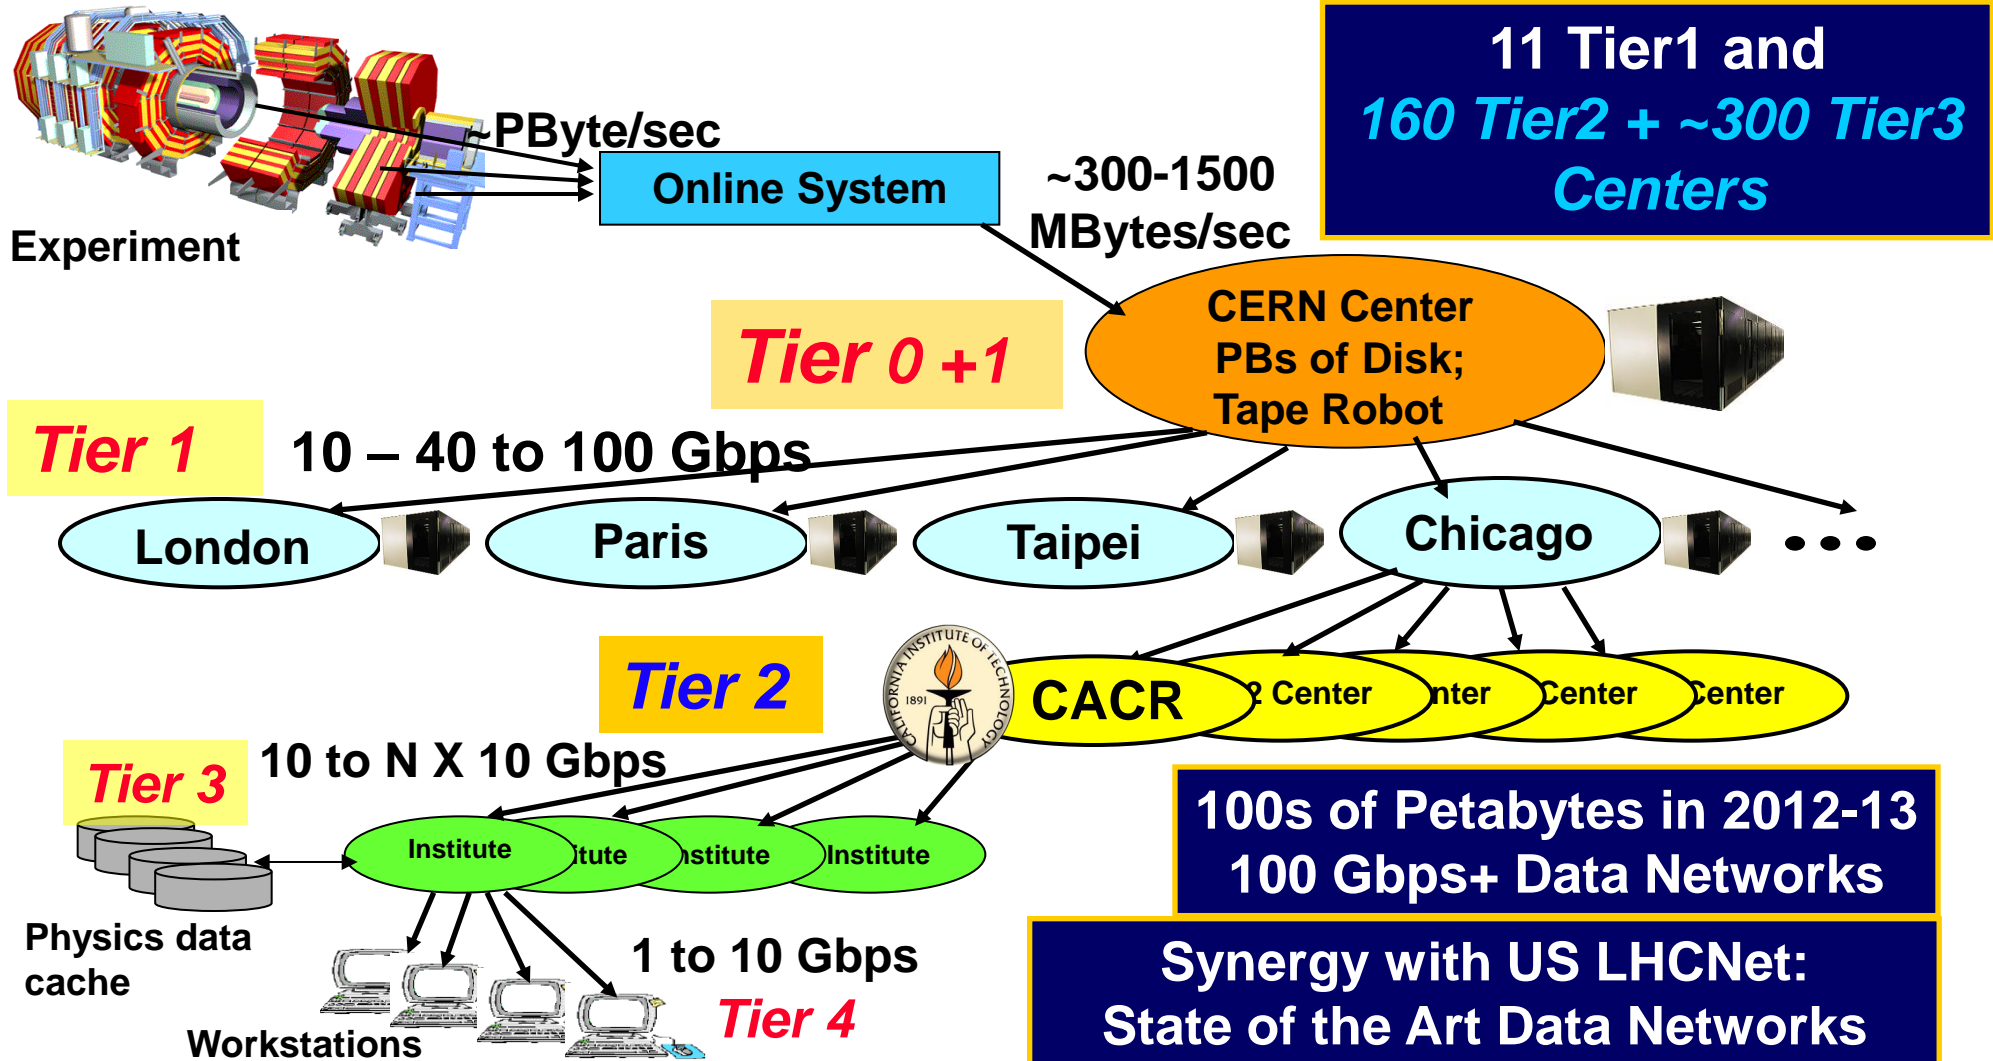 11 Tier1 and
160 Tier2 + ~300 Tier3
Centers
~PByte/sec
Online System
~300-1500
MBytes/sec
Experiment
CERN Center
PBs of Disk;
Tape Robot
Tier 0 +1
Tier 1
10 – 40 to 100 Gbps
London
Paris
Taipei
Chicago
Tier 2
CALIFORNIA INSTITUTE OF TECHNOLOGY
1891
CACR
2 Center
nter
Center
Center
Tier 3
10 to N X 10 Gbps
Institute
itute
nstitute
Institute
100s of Petabytes in 2012-13
100 Gbps+ Data Networks
Physics data
cache
1 to 10 Gbps
Tier 4
Workstations
Synergy with US LHCNet:
State of the Art Data Networks